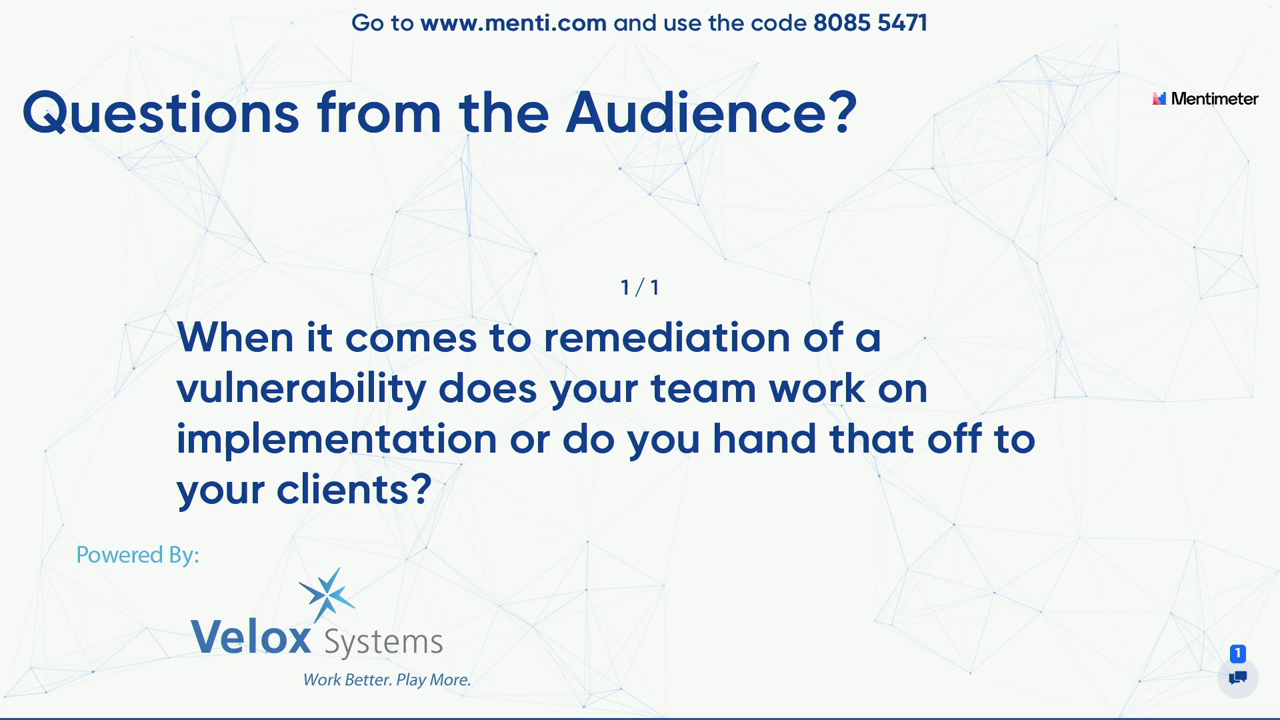 Go to www.menti.com and use the code 8085 5471
Questions from the Audience?
Mentimeter
1 / 1
When it comes to remediation of a
vulnerability does your team work on
implementation or do you hand that off to
your clients?
Powered By:
Velox Systems
Work Better. Play More.
1